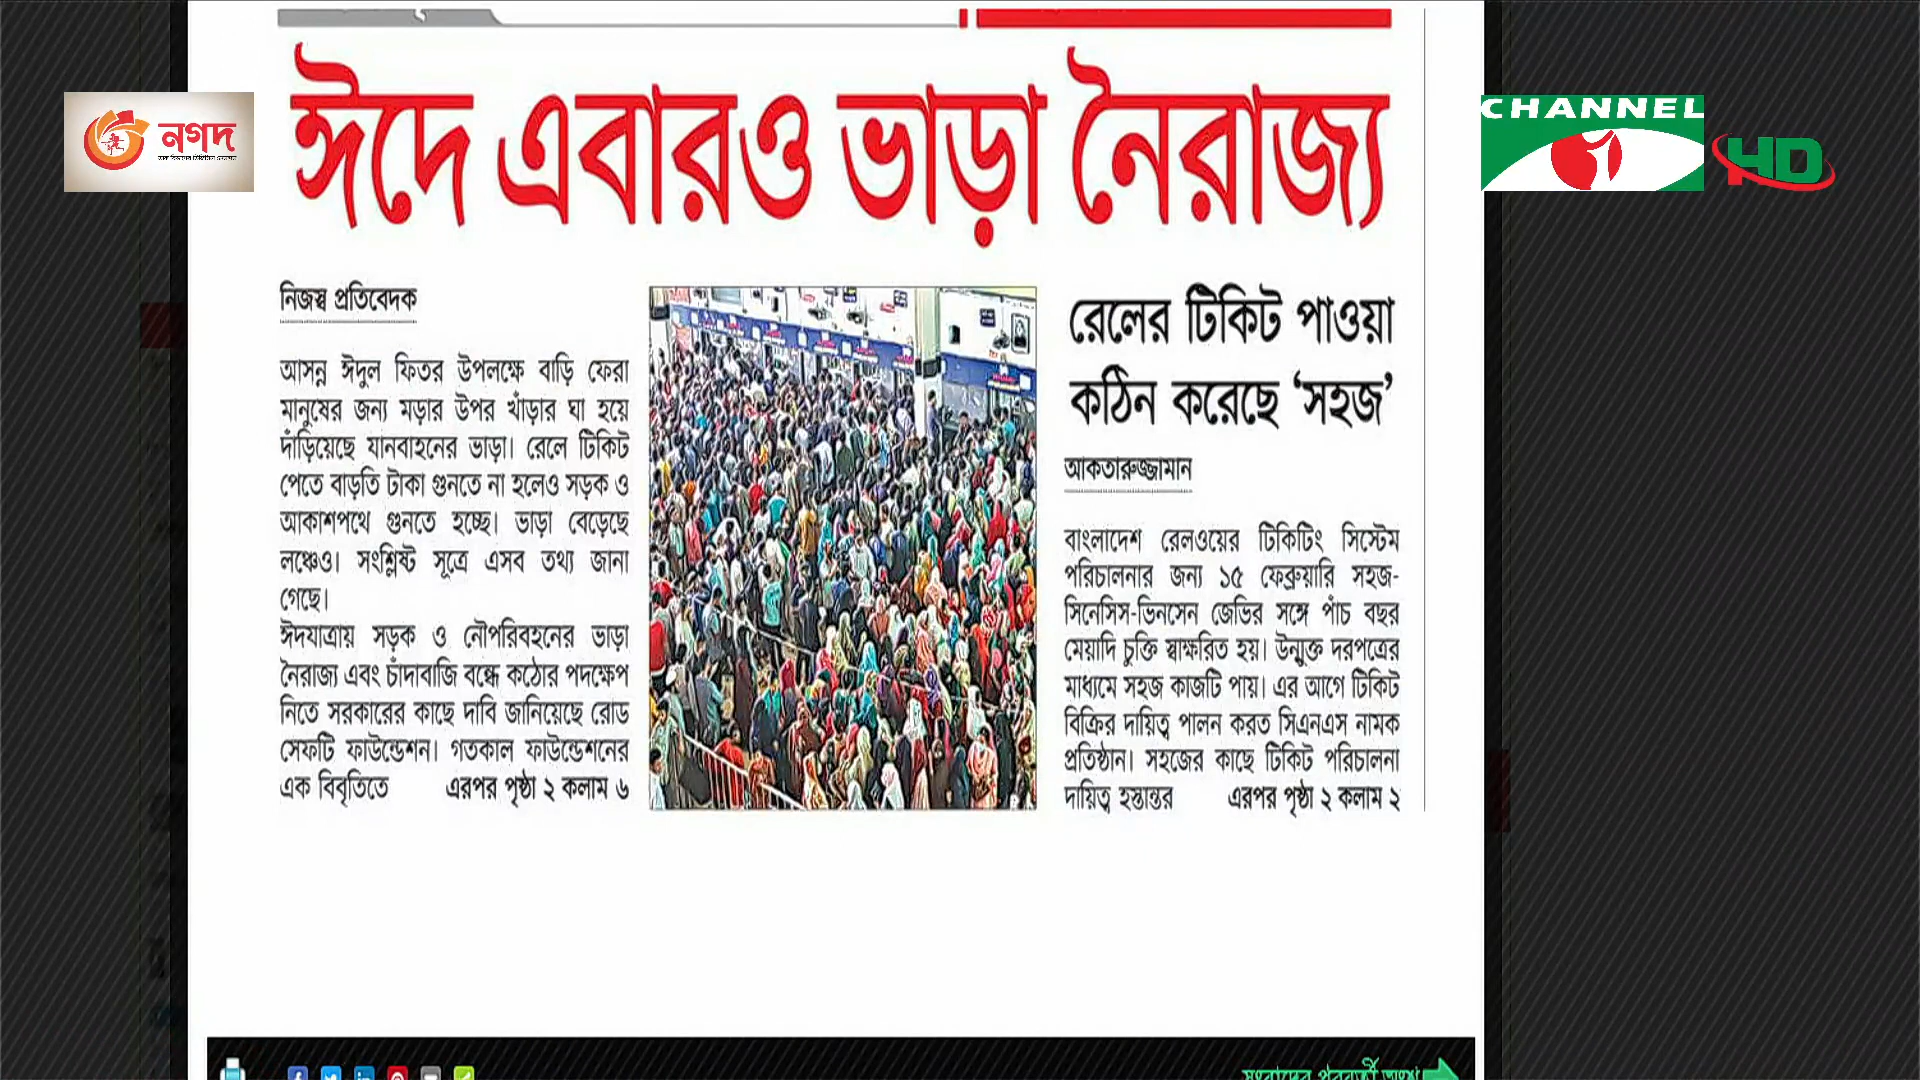 ঈদে এবারও ভাড়া নৈরাজ্য
নগদ
CHANNEL
i
HD
নিজস্ব প্রতিবেদক
আসন্ন ঈদুল ফিতর উপলক্ষে বাড়ি ফেরা
মানুষের জন্য মড়ার উপর খাঁড়ার ঘা হয়ে
দাঁড়িয়েছে যানবাহনের ভাড়া। রেলে টিকিট
পেতে বাড়তি টাকা গুনতে না হলেও সড়ক ও
আকাশপথে গুনতে হচ্ছে। ভাড়া বেড়েছে
লঞ্চেও। সংশ্লিষ্ট সূত্রে এসব তথ্য জানা
গেছে।
ঈদযাত্রায় সড়ক ও নৌপরিবহনের ভাড়া
নৈরাজ্য এবং চাঁদাবাজি বন্ধে কঠোর পদক্ষেপ
নিতে সরকারের কাছে দাবি জানিয়েছে রোড
সেফটি ফাউন্ডেশন। গতকাল ফাউন্ডেশনের
এক বিবৃতিতে এরপর পৃষ্ঠা ২ কলাম ৬
রেলের টিকিট পাওয়া
কঠিন করেছে ‘সহজ’
আকতারুজ্জামান
বাংলাদেশ রেলওয়ের টিকিটিং সিস্টেম
পরিচালনার জন্য ১৫ ফেব্রুয়ারি সহজ-
সিনেসিস-ভিনসেন জেভির সঙ্গে পাঁচ বছর
মেয়াদি চুক্তি স্বাক্ষরিত হয়। উন্মুক্ত দরপত্রের
মাধ্যমে সহজ কাজটি পায়। এর আগে টিকিট
বিক্রির দায়িত্ব পালন করত সিএনএস নামক
প্রতিষ্ঠান। সহজের কাছে টিকিট পরিচালনা
দায়িত্ব হস্তান্তর এরপর পৃষ্ঠা ২ কলাম ২
সংবাদের পরবর্তী অংশ